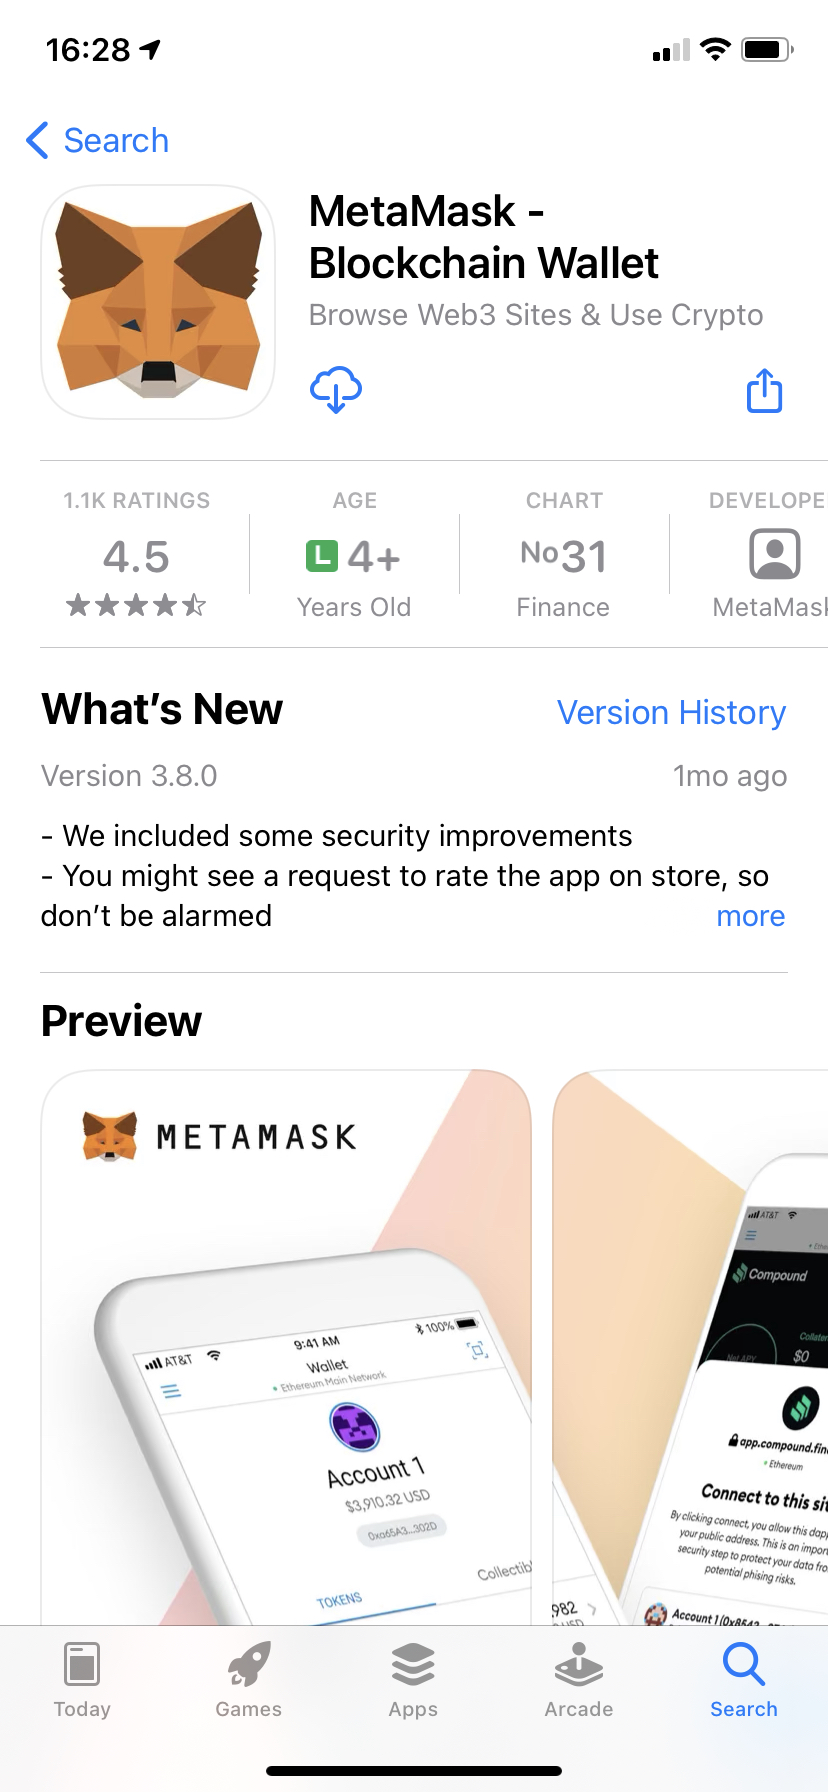 16:28
Search
MetaMask -
Blockchain Wallet
Browse Web3 Sites & Use Crypto
1.1K RATINGS
4.5
AGE
L 4+
Years Old
CHART
No31
Finance
DEVELOPE
MetaMask
What's New
Version History
Version 3.8.0
1mo ago
- We included some security improvements
- You might see a request to rate the app on store, so
don't be alarmed
more
Preview
METAMASK
AT&T
9:41 AM
100%
Wallet
Ethereum Main Network
Account 1
$3,910.32 USD
0xa65A3...302D
TOKENS
Collectib
982
AT&T
Compound
Collater
Net APY
$0
app.compound.fin
Ethereum
Connect to this sit
By clicking connect, you allow this dapp
your public address. This is an impor
security step to protect your data fro
potential phising risks.
Account 1 (0x8543
Today
Games
Apps
Arcade
Search